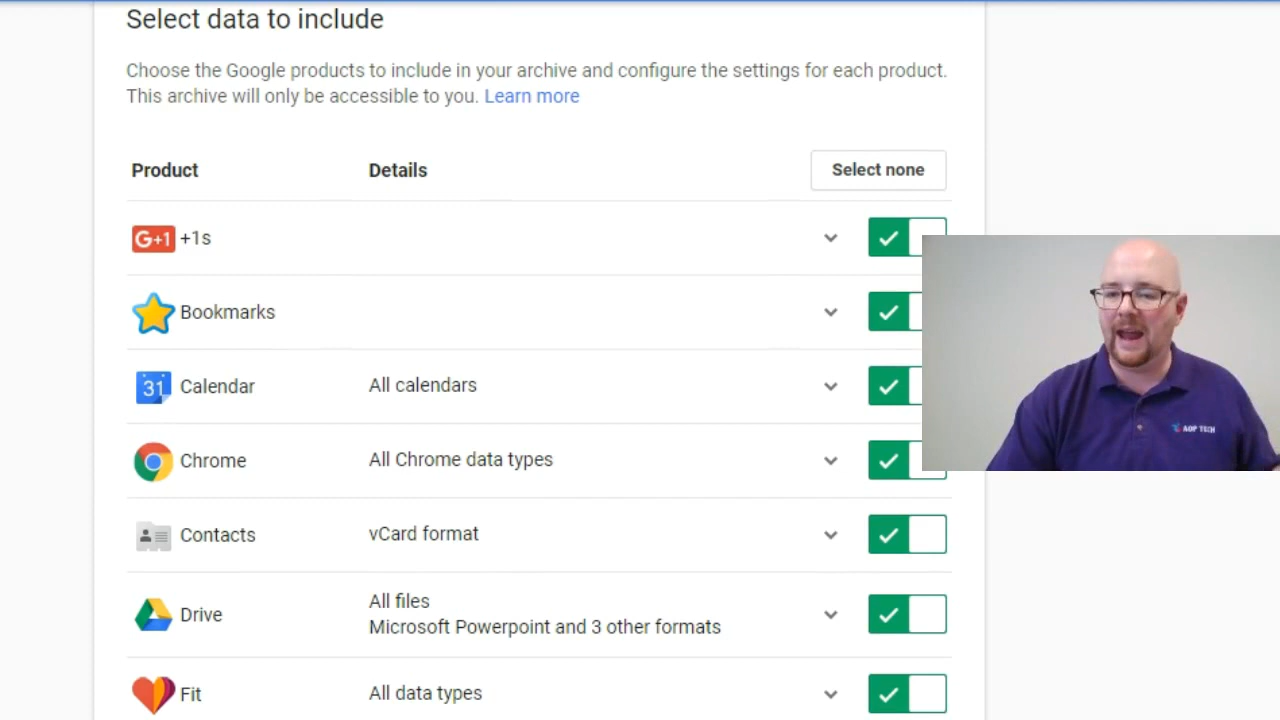 Select data to include
Choose the Google products to include in your archive and configure the settings for each product.
This archive will only be accessible to you. Learn more
Product Details Select none
G+1 +1s
Bookmarks
31 Calendar All calendars
Chrome All Chrome data types
Contacts vCard format
Drive All files
Microsoft Powerpoint and 3 other formats
Fit All data types
AOP TECH